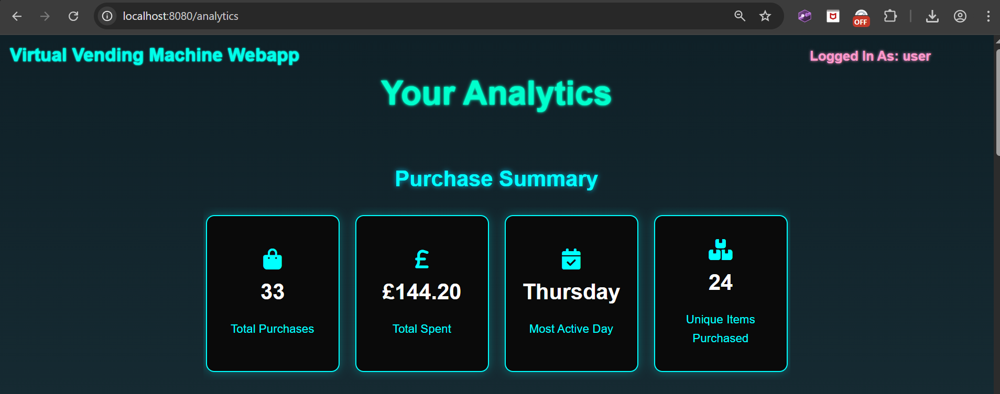 localhost:8080/analytics
OFF
Virtual Vending Machine Webapp
Logged In As: user
Your Analytics
Purchase Summary
33
Total Purchases
£144.20
Total Spent
Thursday
Most Active Day
24
Unique Items
Purchased